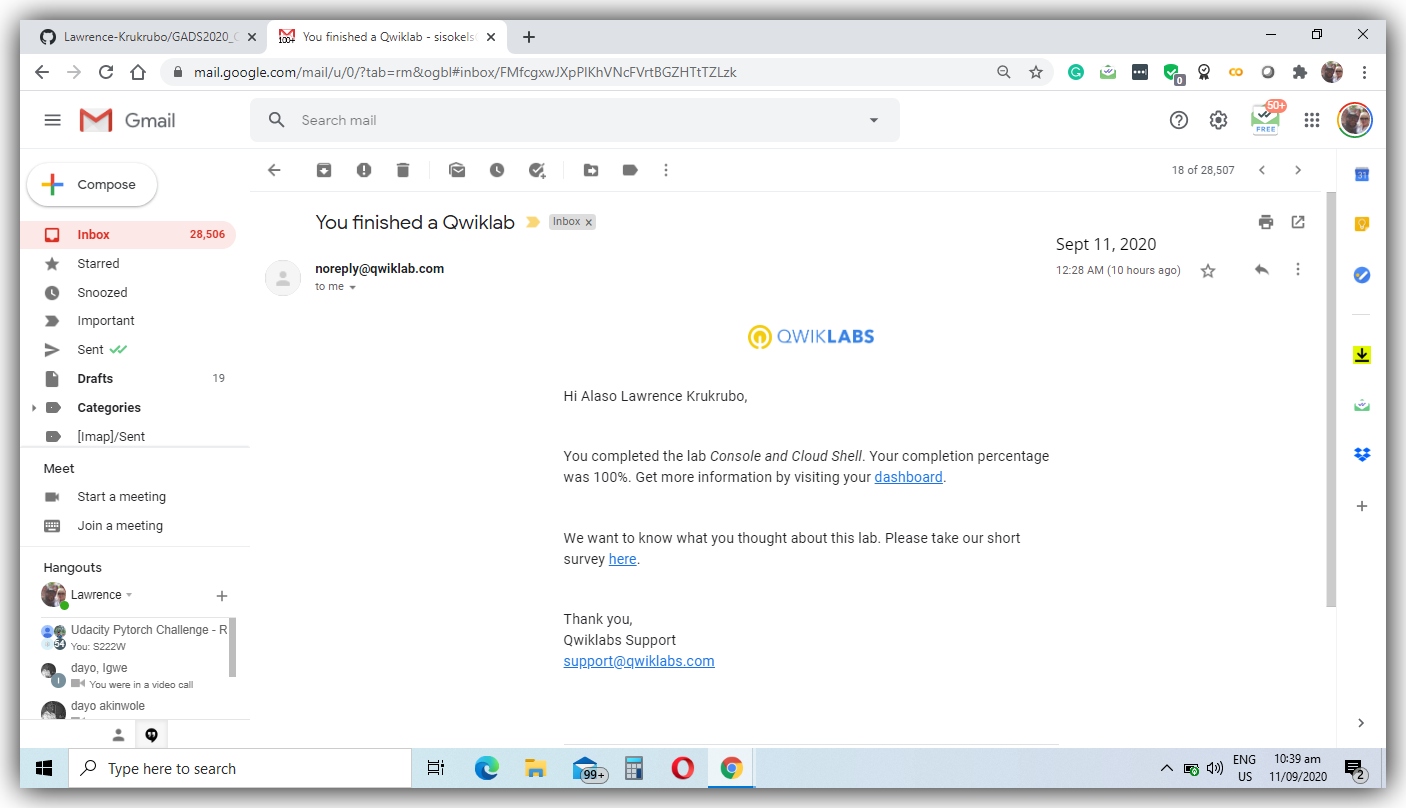 Lawrence-Krukrubo/GADS2020_
100+
You finished a Qwiklab - sisokels
mail.google.com/mail/u/0/?tab=rm&ogbl#inbox/FMfcgxwJXpPlKhVNcFVrtBGZHTtTZLzk
0
Gmail
Search mail
50+
FREE
Compose
18 of 28,507
31
Inbox 28,506
Starred
Snoozed
Important
Sent
Drafts 19
Categories
[Imap]/Sent
Meet
Start a meeting
Join a meeting
Hangouts
Lawrence
Udacity Pytorch Challenge - R
54
You: S222W
dayo, Igwe
I
You were in a video call
dayo akinwole
You finished a Qwiklab
Inbox x
Sept 11, 2020
noreply@qwiklab.com
12:28 AM (10 hours ago)
to me
QWIKLABS
Hi Alaso Lawrence Krukrubo,
You completed the lab Console and Cloud Shell. Your completion percentage
was 100%. Get more information by visiting your dashboard.
We want to know what you thought about this lab. Please take our short
survey here.
Thank you,
Qwiklabs Support
support@qwiklabs.com
Type here to search
99+
ENG
US
10:39 am
11/09/2020
2